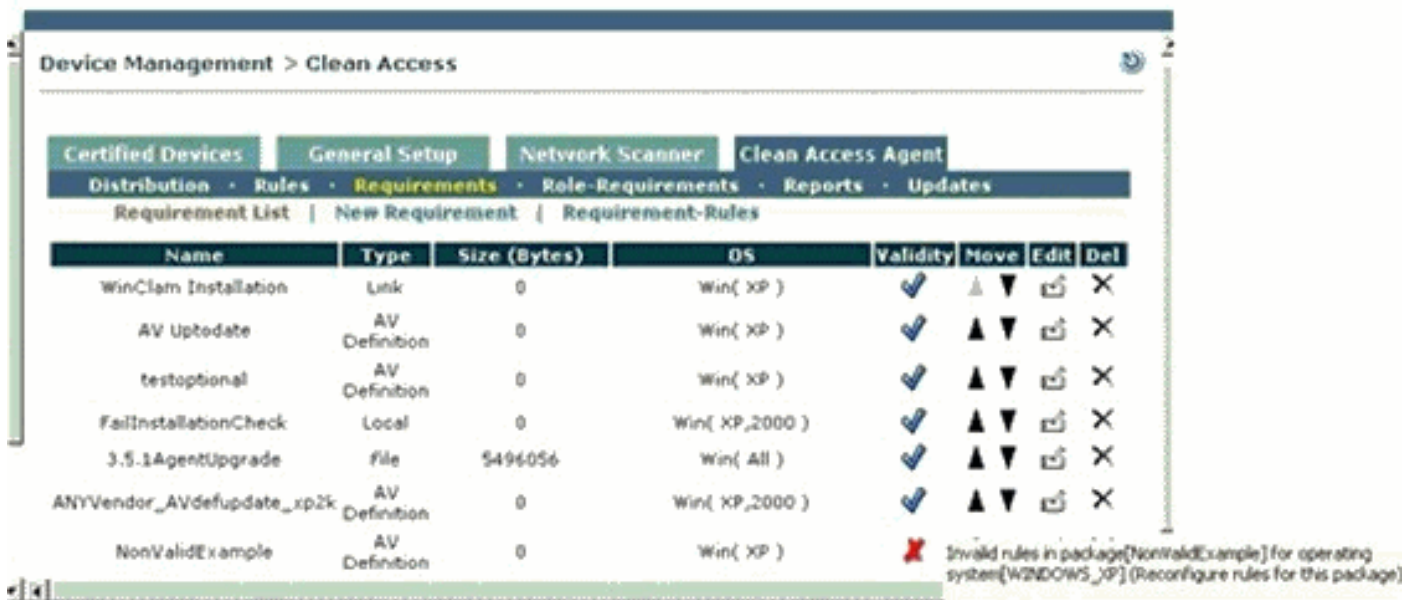 Device Management > Clean Access
Certified Devices General Setup Network Scanner Clean Access Agent
Distribution · Rules · Requirements · Role-Requirements · Reports · Updates
Requirement List | New Requirement | Requirement-Rules
Name Type Size (Bytes) OS Validity Move Edit Del
WinClam Installation Link 0 Win( XP )
AV Uptodate AV Definition 0 Win( XP )
testoptional AV Definition 0 Win( XP )
FailInstallationCheck Local 0 Win( XP,2000 )
3.5.1AgentUpgrade File 5496056 Win( All )
ANYVendor_AVdefupdate_xp2k AV Definition 0 Win( XP,2000 )
NonValidExample AV Definition 0 Win( XP )
Invalid rules in package[NonValidExample] for operating
system[WINDOWS_XP] (Reconfigure rules for this package)